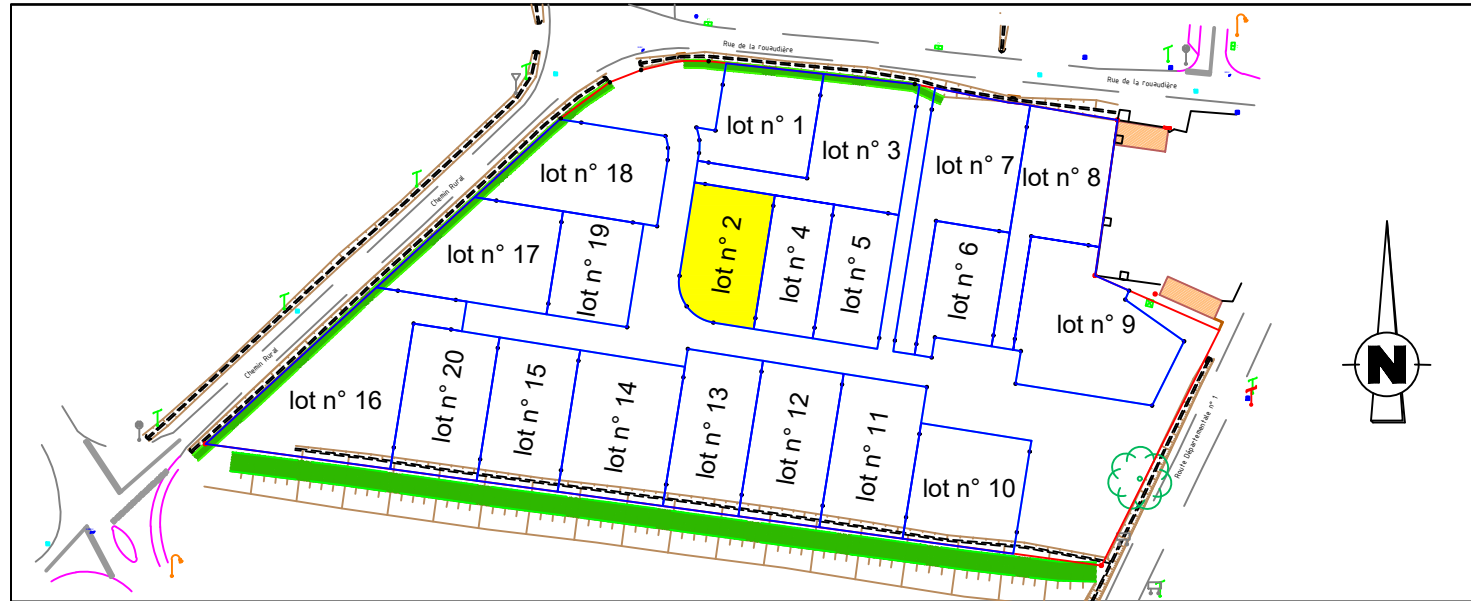 Rue de la rouaudière
Rue de la rouaudière
lot n° 1
lot n° 3
lot n° 7
lot n° 8
lot n° 18
Chemin Rural
lot n° 2
lot n° 4
lot n° 5
lot n° 6
lot n° 17
lot n° 19
lot n° 9
N
Chemin Rural
lot n° 16
lot n° 20
lot n° 15
lot n° 14
lot n° 13
lot n° 12
lot n° 11
lot n° 10
Route Départementale n° 1